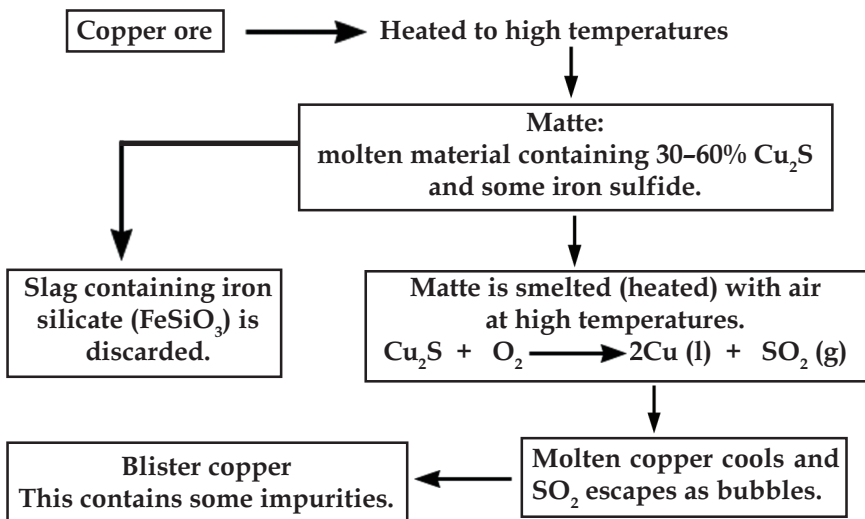 Copper ore
Heated to high temperatures
Matte:
molten material containing 30–60% Cu₂S
and some iron sulfide.
Slag containing iron
silicate (FeSiO₃) is
discarded.
Matte is smelted (heated) with air
at high temperatures.
Cu₂S + O₂ ⟶ 2Cu (l) + SO₂ (g)
Molten copper cools and
SO₂ escapes as bubbles.
Blister copper
This contains some impurities.